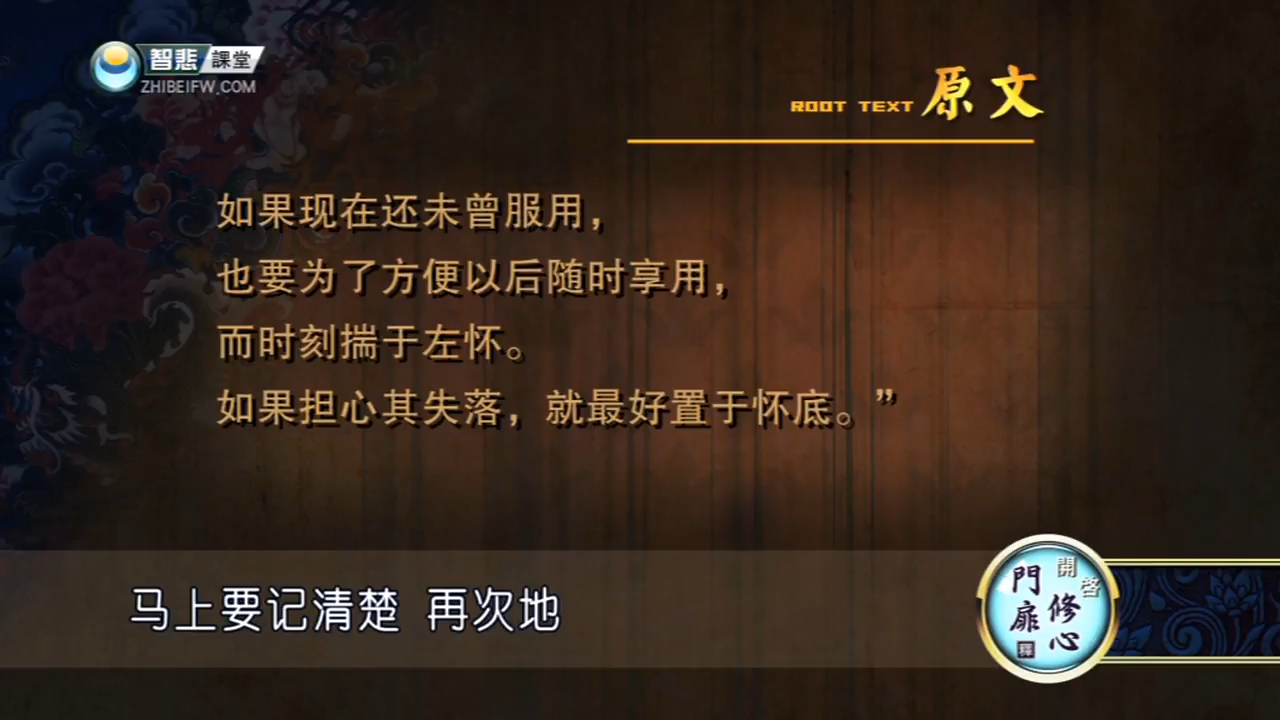 智悲課堂
ZHIBEIFW.COM
ROOT TEXT 原文
如果现在还未曾服用，
也要为了方便以后随时享用，
而时刻揣于左怀。
如果担心其失落，就最好置于怀底。”
马上要记清楚 再次地
開啓
修心
門扉
釋